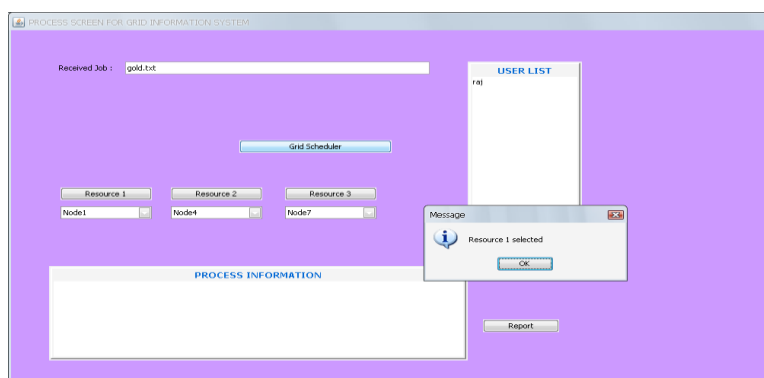 PROCESS SCREEN FOR GRID INFORMATION SYSTEM
Received Job : gold.txt
USER LIST
raj
Grid Scheduler
Resource 1 Resource 2 Resource 3
Node1 Node4 Node7
Message
Resource 1 selected
OK
PROCESS INFORMATION
Report